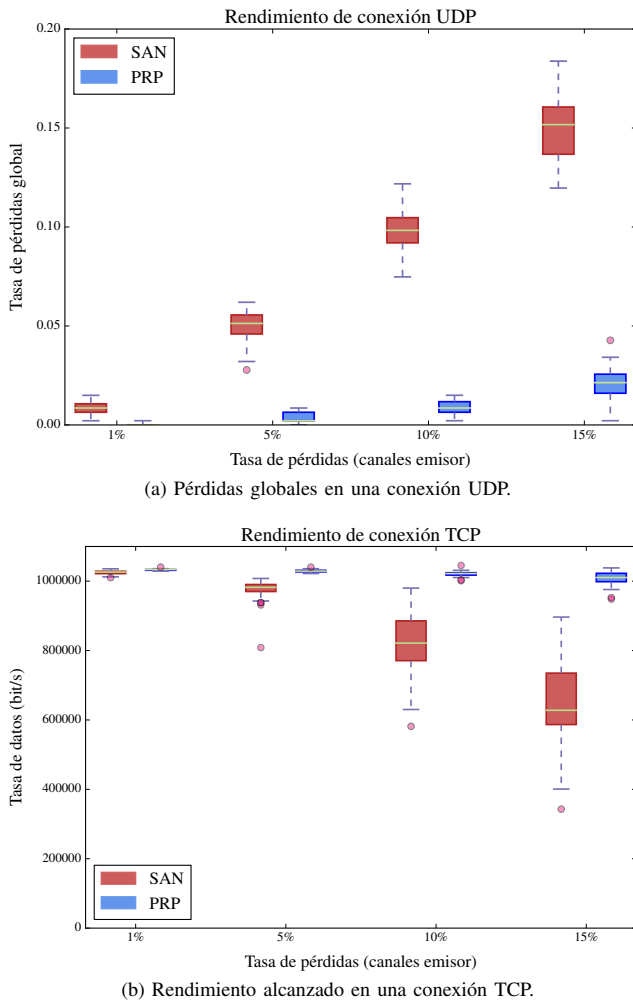 Rendimiento de conexión UDP
0.20
SAN
PRP
0.15
0.10
0.05
0.00
Tasa de pérdidas global
1%
5%
10%
15%
Tasa de pérdidas (canales emisor)
(a) Pérdidas globales en una conexión UDP.
Rendimiento de conexión TCP
1000000
800000
600000
400000
200000
0
Tasa de datos (bit/s)
SAN
PRP
1%
5%
10%
15%
Tasa de pérdidas (canales emisor)
(b) Rendimiento alcanzado en una conexión TCP.